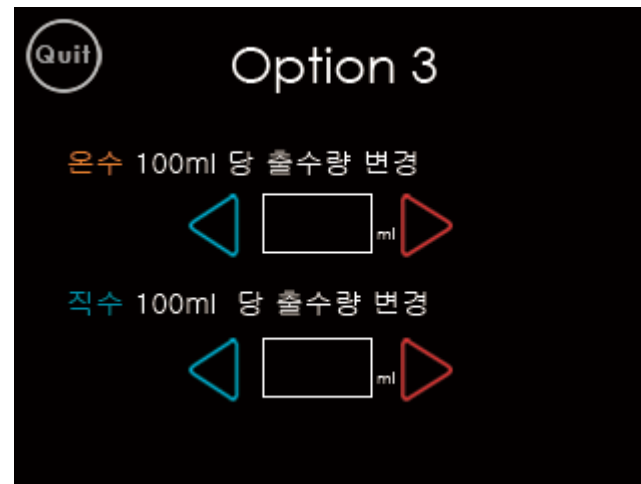 Quit
Option 3
온수 100ml 당 출수량 변경
ml
직수 100ml 당 출수량 변경
ml